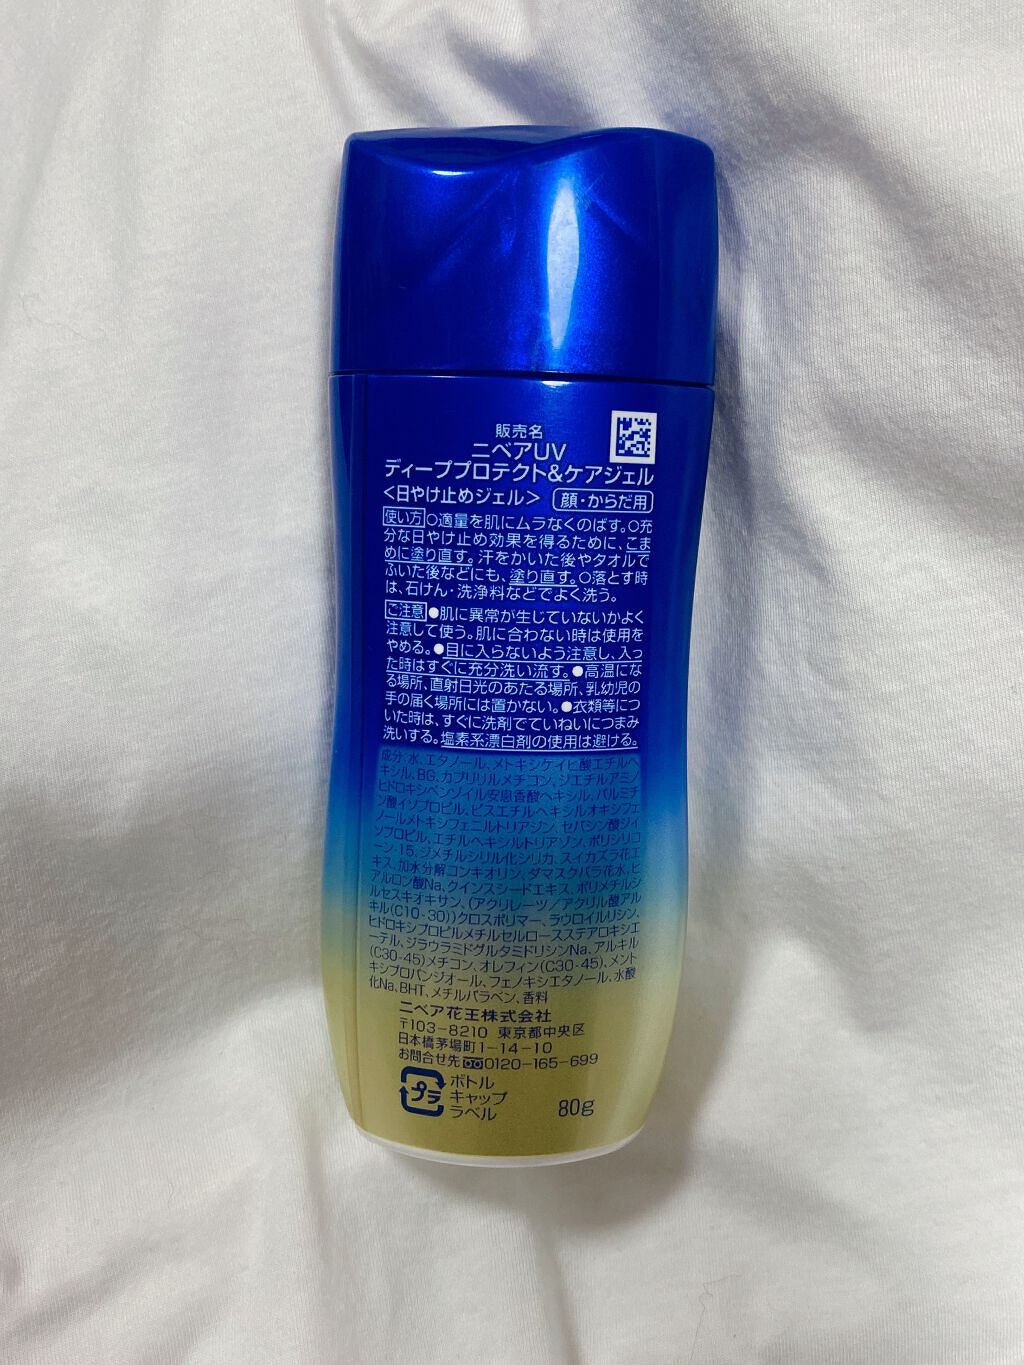 販売名
ニベアUV
ディーププロテクト&ケアジェル
<日やけ止めジェル> 顔・からだ用
使い方 ○適量を肌にムラなくのばす。○充
分な日やけ止め効果を得るために、こま
めに塗り直す。汗をかいた後やタオルで
ふいた後などにも、塗り直す。○落とす時
は、石けん・洗浄料などでよく洗う。
ご注意 ●肌に異常が生じていないかよく
注意して使う。肌に合わない時は使用を
やめる。●目に入らないよう注意し、入っ
た時はすぐに充分洗い流す。●高温にな
る場所、直射日光のあたる場所、乳幼児の
手の届く場所には置かない。●衣類等につ
いた時は、すぐに洗剤でていねいにつまみ
洗いする。塩素系漂白剤の使用は避ける。
成分:水、エタノール、メトキシケイヒ酸エチルヘ
キシル、BG、カプリリルメチコン、ジエチルアミノ
ヒドロキシベンゾイル安息香酸ヘキシル、パルミチ
ン酸イソプロピル、ビスエチルヘキシルオキシフェ
ノールメトキシフェニルトリアジン、セバシン酸ジイ
ソプロピル、エチルヘキシルトリアゾン、ポリシリコ
ーン-15、ジメチルシリル化シリカ、スイカズラ花エ
キス、加水分解コンキオリン、ダマスクバラ花水、ヒ
アルロン酸Na、クインスシードエキス、ポリメチルシ
ルセスキオキサン、(アクリレーツ/アクリル酸アル
キル(C10-30))クロスポリマー、ラウロイルリシン、
ヒドロキシプロピルメチルセルロースステアロキシエ
ーテル、ジラウラミドグルタミドリシンNa、アルキル
(C30-45)メチコン、オレフィン(C30-45)、メント
キシプロパンジオール、フェノキシエタノール、水酸
化Na、BHT、メチルパラベン、香料
ニベア花王株式会社
〒103-8210 東京都中央区
日本橋茅場町1-14-10
お問合せ先 0120-165-699
プラ ボトル
キャップ
ラベル 80g